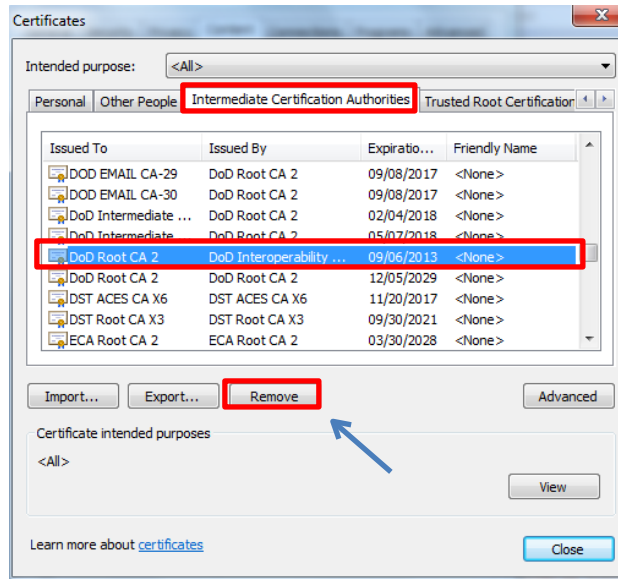 Certificates
Intended purpose: <All>
Personal Other People Intermediate Certification Authorities Trusted Root Certification
Issued To Issued By Expiratio... Friendly Name
DOD EMAIL CA-29 DoD Root CA 2 09/08/2017 <None>
DOD EMAIL CA-30 DoD Root CA 2 09/08/2017 <None>
DoD Intermediate ... DoD Root CA 2 02/04/2018 <None>
DoD Intermediate DoD Root CA 2 05/07/2018 <None>
DoD Root CA 2 DoD Interoperability ... 09/06/2013 <None>
DoD Root CA 2 DoD Root CA 2 12/05/2029 <None>
DST ACES CA X6 DST ACES CA X6 11/20/2017 <None>
DST Root CA X3 DST Root CA X3 09/30/2021 <None>
ECA Root CA 2 ECA Root CA 2 03/30/2028 <None>
Import... Export... Remove Advanced
Certificate intended purposes
<All>
View
Learn more about certificates
Close